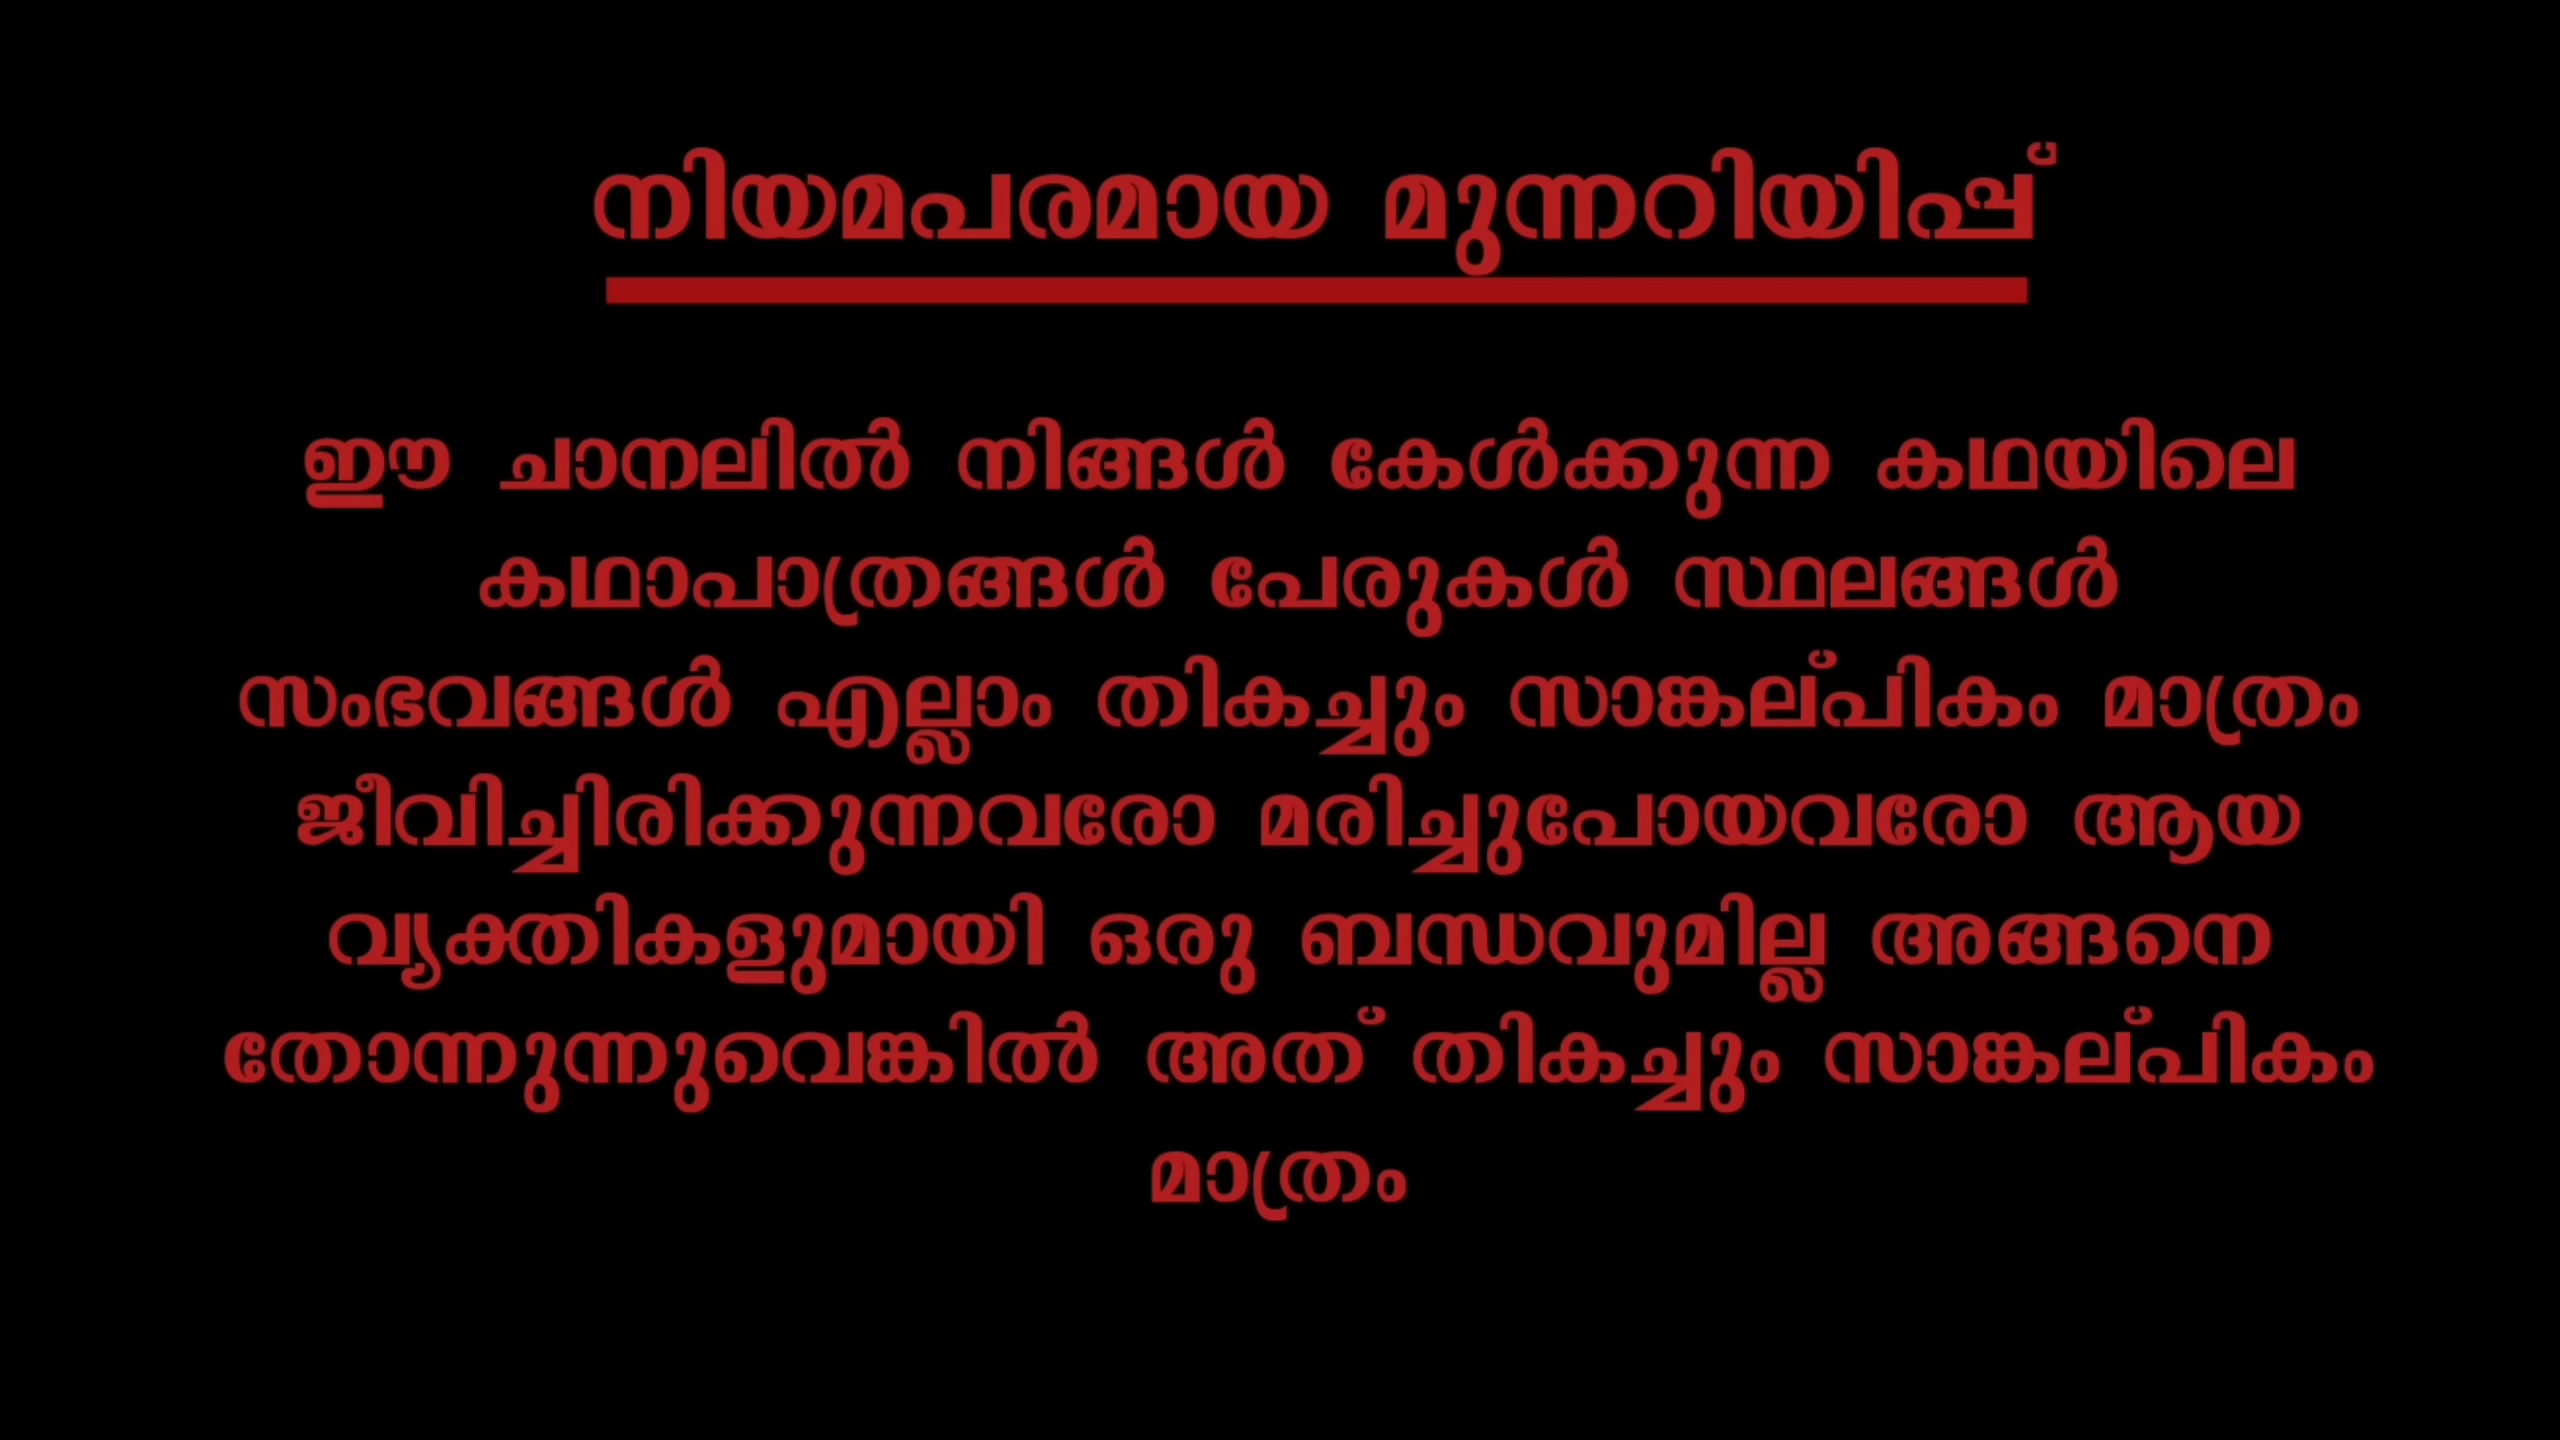 നിയമപരമായ മുന്നറിയിപ്പ്
ഈ ചാനലിൽ നിങ്ങൾ കേൾക്കുന്ന കഥയിലെ
കഥാപാത്രങ്ങൾ പേരുകൾ സ്ഥലങ്ങൾ
സംഭവങ്ങൾ എല്ലാം തികച്ചും സാങ്കല്പികം മാത്രം
ജീവിച്ചിരിക്കുന്നവരോ മരിച്ചുപോയവരോ ആയ
വ്യക്തികളുമായി ഒരു ബന്ധവുമില്ല അങ്ങനെ
തോന്നുന്നുവെങ്കിൽ അത് തികച്ചും സാങ്കല്പികം
മാത്രം